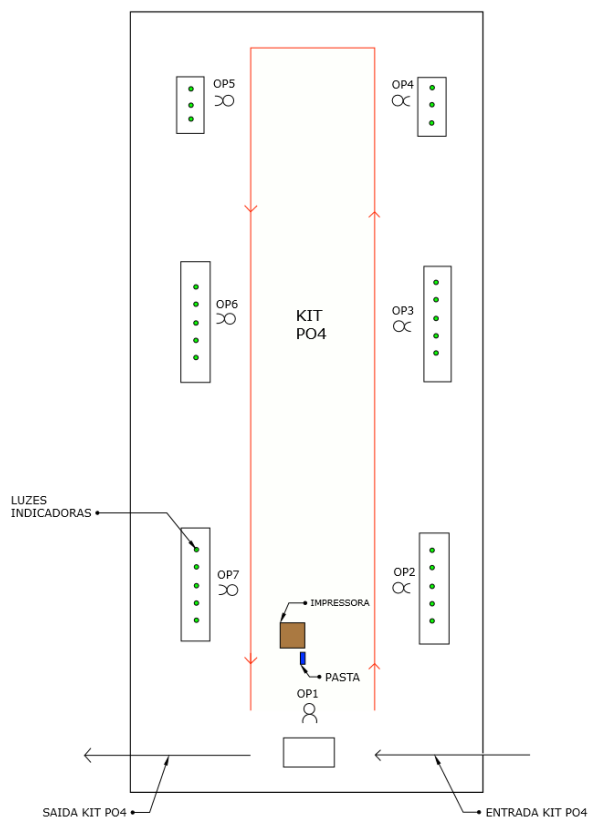 OP5
OP4
OP6
KIT
PO4
OP3
LUZES
INDICADORAS
OP7
OP2
IMPRESSORA
PASTA
OP1
SAIDA KIT PO4
ENTRADA KIT PO4